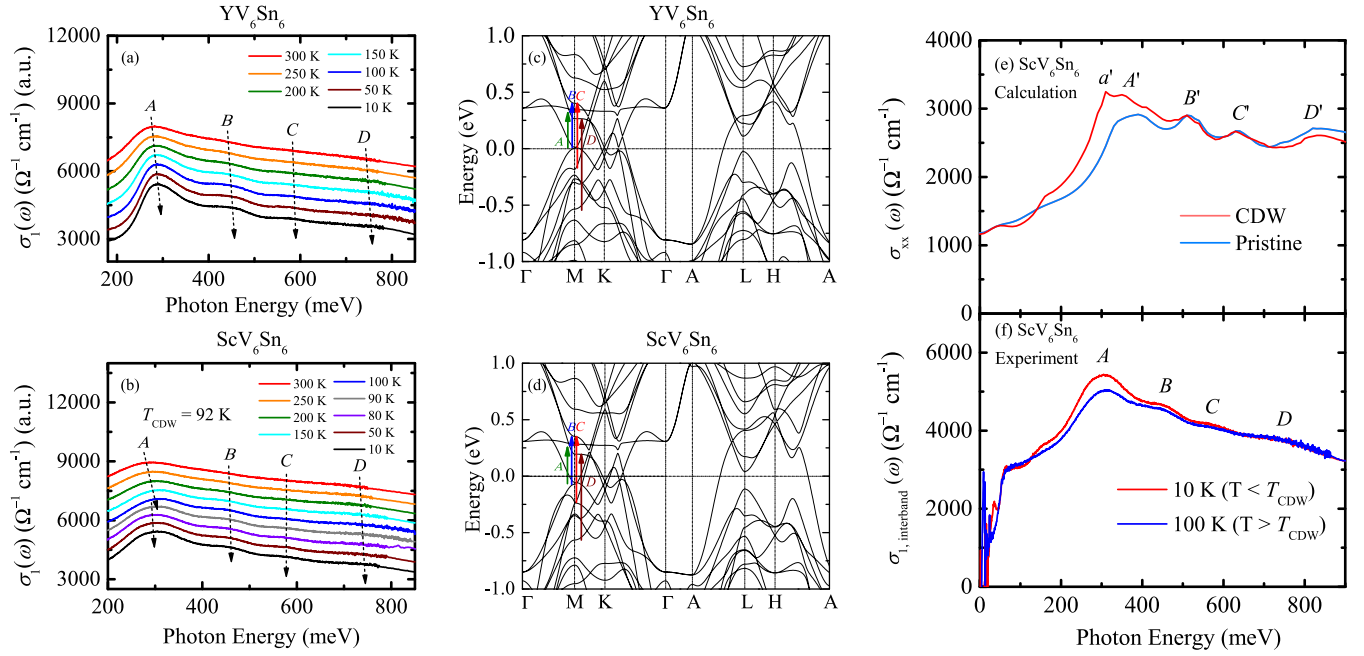 YV6Sn6
(a)
300 K
250 K
200 K
150 K
100 K
50 K
10 K
A
B
C
D
12000
9000
6000
3000
σ1(ω) (Ω−1 cm−1) (a.u.)
200 400 600 800
Photon Energy (meV)
ScV6Sn6
(b)
TCDW = 92 K
300 K
250 K
200 K
150 K
100 K
90 K
80 K
50 K
10 K
A
B
C
D
12000
9000
6000
3000
σ1(ω) (Ω−1 cm−1) (a.u.)
200 400 600 800
Photon Energy (meV)
YV6Sn6
(c)
1.0
0.5
0.0
-0.5
-1.0
Energy (eV)
A
B
C
D
Γ M K Γ A L H A
ScV6Sn6
(d)
1.0
0.5
0.0
-0.5
-1.0
Energy (eV)
A
B
C
D
Γ M K Γ A L H A
(e) ScV6Sn6
Calculation
a'
A'
B'
C'
D'
4000
3000
2000
1000
0
σxx (ω) (Ω−1 cm−1)
CDW
Pristine
(f) ScV6Sn6
Experiment
A
B
C
D
6000
4000
2000
0
σ1, interband (ω) (Ω−1 cm−1)
10 K (T < TCDW)
100 K (T > TCDW)
0 200 400 600 800
Photon Energy (meV)